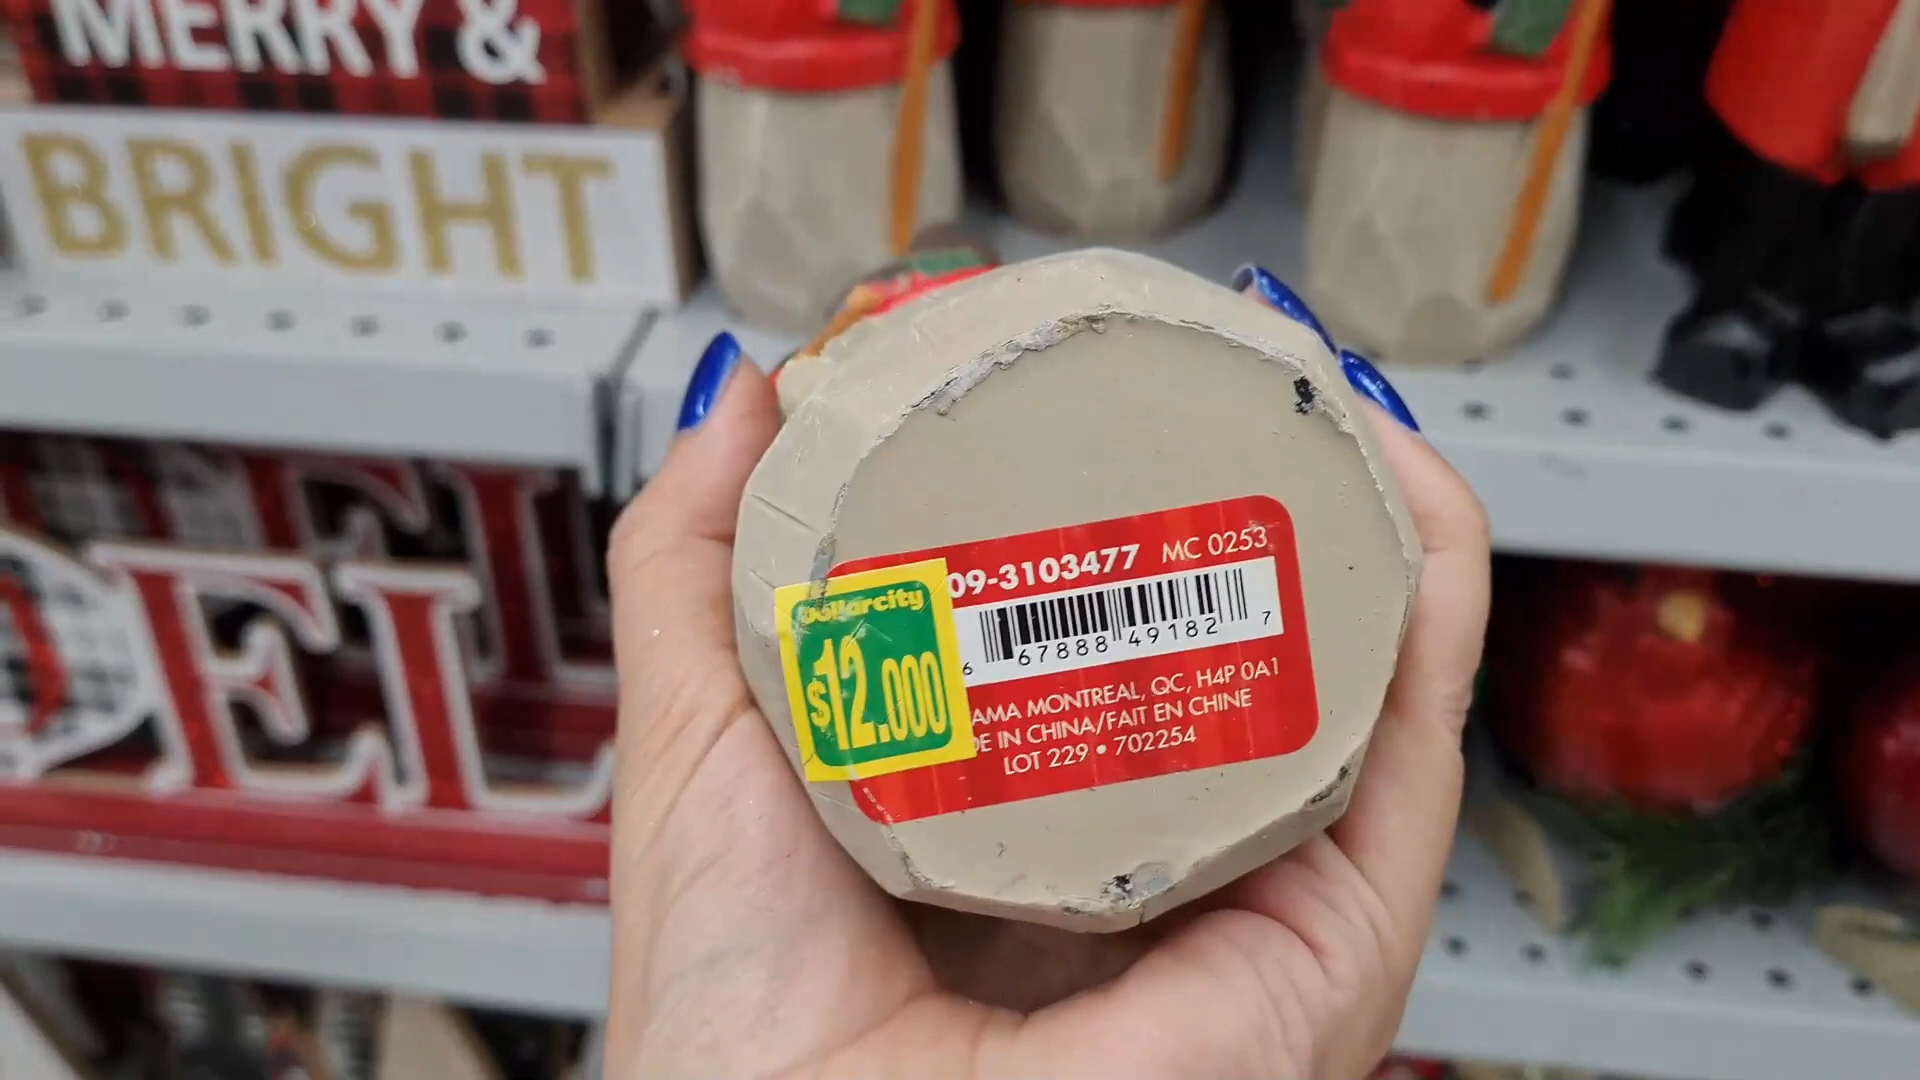 MERRY &
BRIGHT
09-3103477 MC 0253
Dollarcity
$12.000
6 67888 49182 7
AMA MONTREAL, QC, H4P 0A1
DE IN CHINA/FAIT EN CHINE
LOT 229 • 702254
OEL